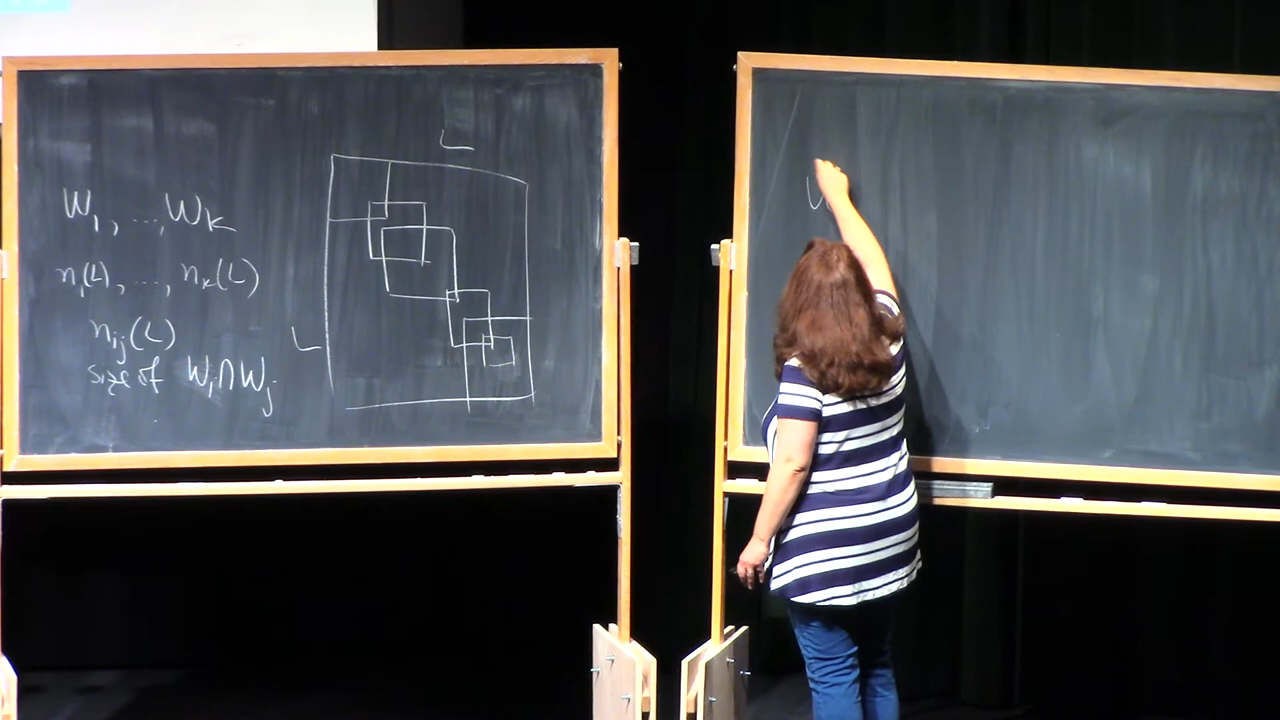 W₁, ..., Wₖ
n₁(L), ..., nₖ(L)
nᵢⱼ(L)
size of Wᵢ∩Wⱼ
L
L